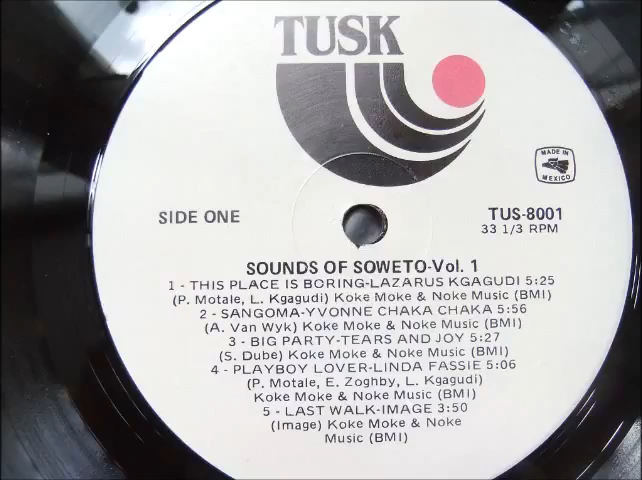 TUSK
MADE IN
MEXICO
SIDE ONE
TUS-8001
33 1/3 RPM
SOUNDS OF SOWETO-Vol. 1
1 - THIS PLACE IS BORING-LAZARUS KGAGUDI 5:25
(P. Motale, L. Kgagudi) Koke Moke & Noke Music (BMI)
2 - SANGOMA-YVONNE CHAKA CHAKA 5:56
(A. Van Wyk) Koke Moke & Noke Music (BMI)
3 - BIG PARTY-TEARS AND JOY 5:27
(S. Dube) Koke Moke & Noke Music (BMI)
4 - PLAYBOY LOVER-LINDA FASSIE 5:06
(P. Motale, E. Zoghby, L. Kgagudi)
Koke Moke & Noke Music (BMI)
5 - LAST WALK-IMAGE 3:50
(Image) Koke Moke & Noke
Music (BMI)